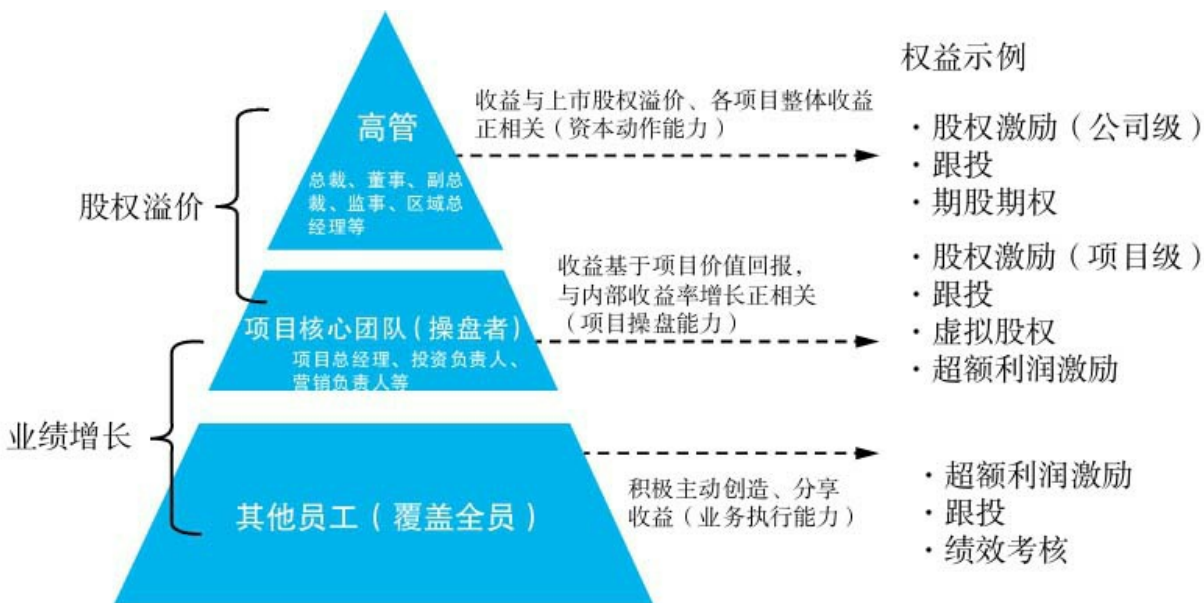 权益示例
股权溢价
高管
总裁、董事、副总
裁、监事、区域总
经理等
收益与上市股权溢价、各项目整体收益
正相关（资本动作能力）
·股权激励（公司级）
·跟投
·期股期权
项目核心团队（操盘者）
项目总经理、投资负责人、
营销负责人等
收益基于项目价值回报，
与内部收益率增长正相关
（项目操盘能力）
·股权激励（项目级）
·跟投
·虚拟股权
·超额利润激励
业绩增长
其他员工（覆盖全员）
积极主动创造、分享
收益（业务执行能力）
·超额利润激励
·跟投
·绩效考核